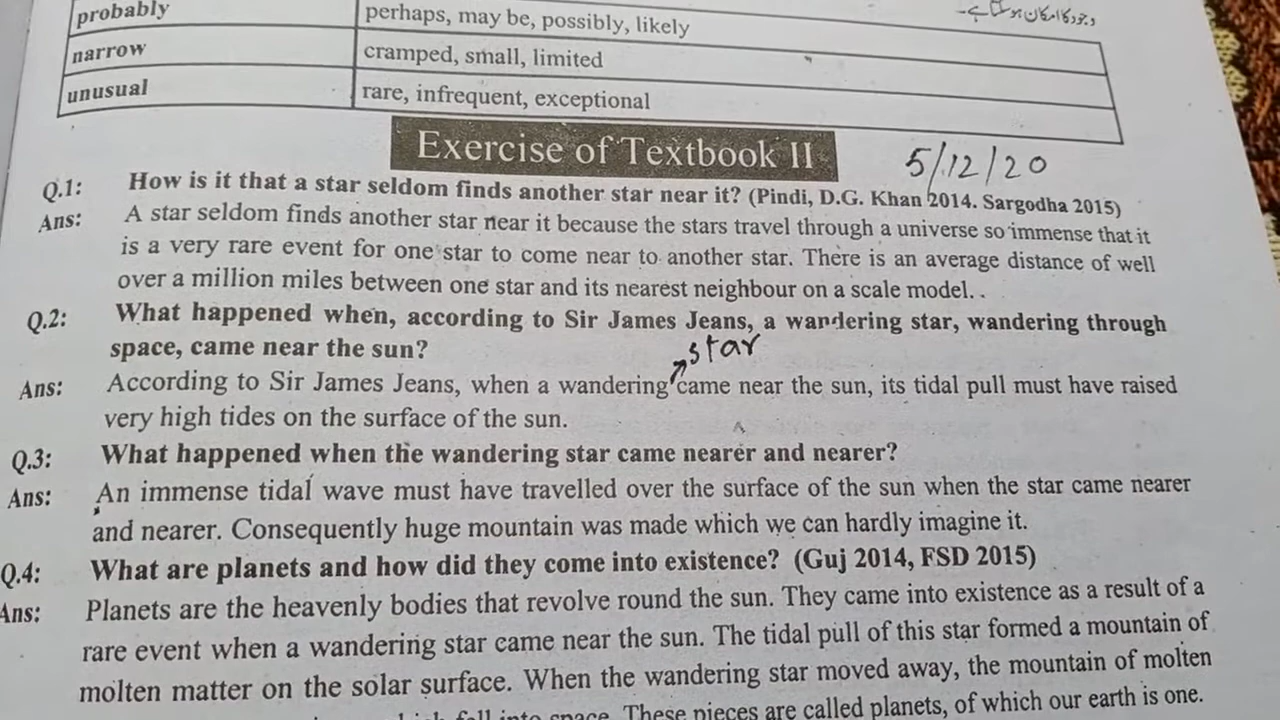 probably perhaps, may be, possibly, likely
narrow cramped, small, limited
unusual rare, infrequent, exceptional
Exercise of Textbook II
5/12/20
Q.1: How is it that a star seldom finds another star near it? (Pindi, D.G. Khan 2014. Sargodha 2015)
Ans: A star seldom finds another star near it because the stars travel through a universe so immense that it
is a very rare event for one star to come near to another star. There is an average distance of well
over a million miles between one star and its nearest neighbour on a scale model. .
Q.2: What happened when, according to Sir James Jeans, a wandering star, wandering through
space, came near the sun?
star
Ans: According to Sir James Jeans, when a wandering came near the sun, its tidal pull must have raised
very high tides on the surface of the sun.
Q.3: What happened when the wandering star came nearer and nearer?
Ans: An immense tidal wave must have travelled over the surface of the sun when the star came nearer
and nearer. Consequently huge mountain was made which we can hardly imagine it.
Q.4: What are planets and how did they come into existence? (Guj 2014, FSD 2015)
Ans: Planets are the heavenly bodies that revolve round the sun. They came into existence as a result of a
rare event when a wandering star came near the sun. The tidal pull of this star formed a mountain of
molten matter on the solar surface. When the wandering star moved away, the mountain of molten
fell into space. These pieces are called planets, of which our earth is one.